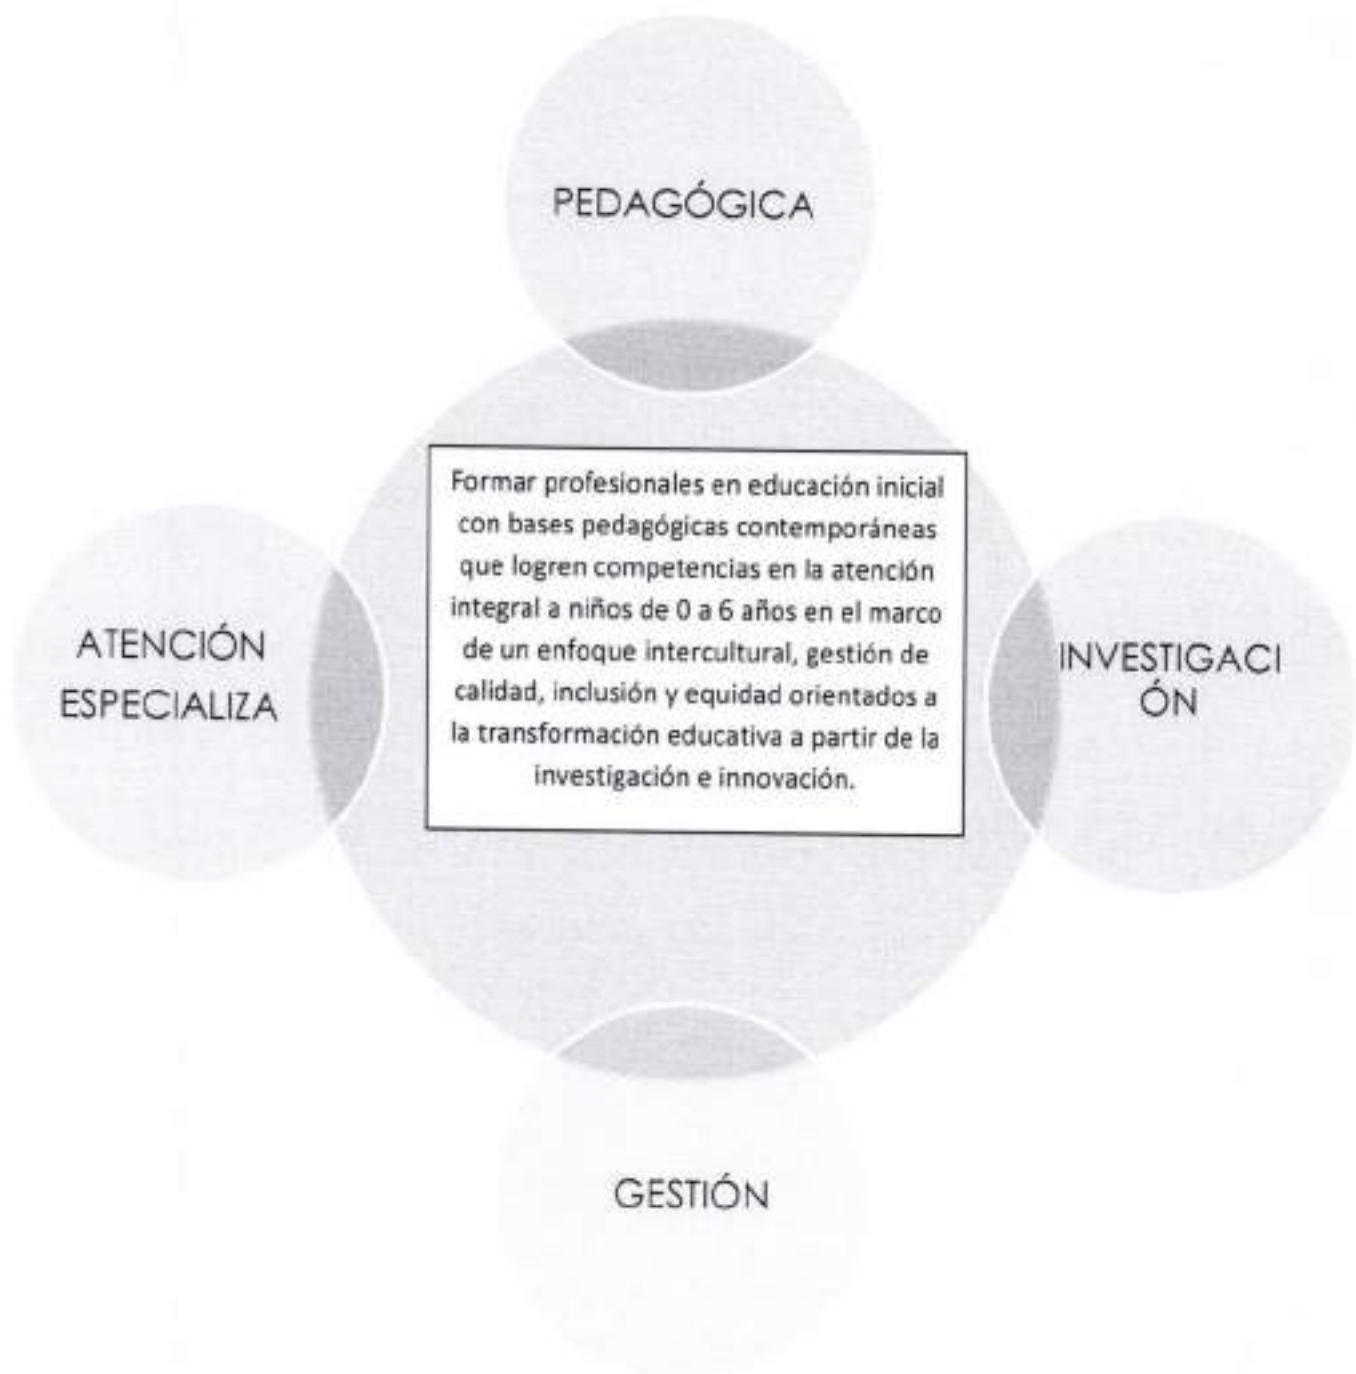 PEDAGÓGICA
Formar profesionales en educación inicial
con bases pedagógicas contemporáneas
que logren competencias en la atención
integral a niños de 0 a 6 años en el marco
de un enfoque intercultural, gestión de
calidad, inclusión y equidad orientados a
la transformación educativa a partir de la
investigación e innovación.
ATENCIÓN
ESPECIALIZA
INVESTIGACI
ÓN
GESTIÓN